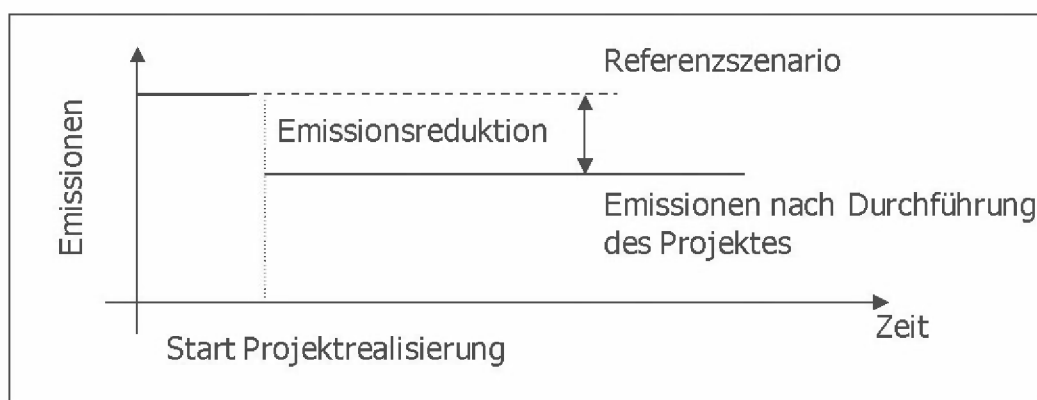 Referenzszenario
Emissionen
Emissionsreduktion
Emissionen nach Durchführung
des Projektes
Zeit
Start Projektrealisierung